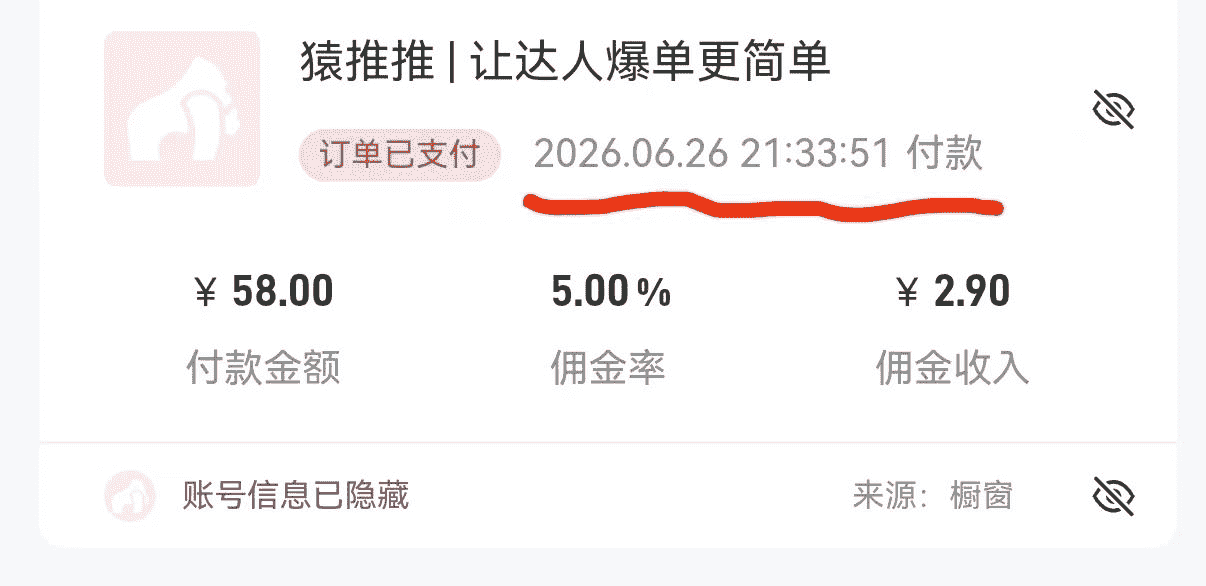 猿推推 | 让达人爆单更简单
订单已支付 2026.06.26 21:33:51 付款
¥ 58.00 5.00% ¥ 2.90
付款金额 佣金率 佣金收入
账号信息已隐藏 来源：橱窗